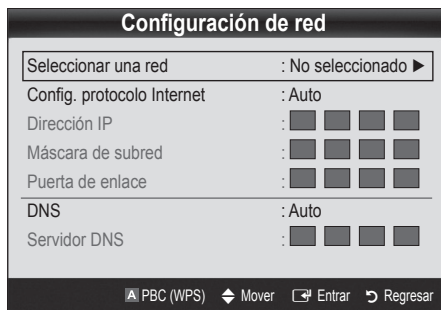 Configuración de red
Seleccionar una red : No seleccionado ►
Config. protocolo Internet : Auto
Dirección IP :
Máscara de subred :
Puerta de enlace :
DNS : Auto
Servidor DNS :
A PBC (WPS) Mover Entrar Regresar